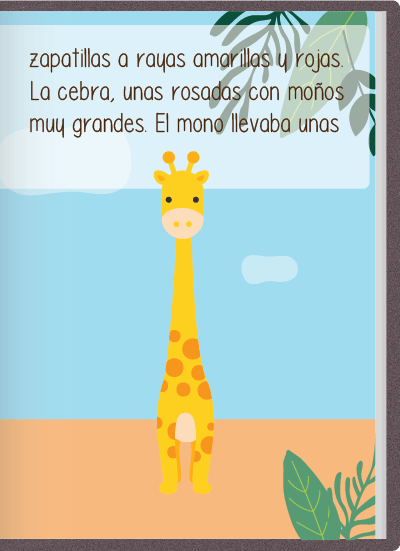 zapatillas a rayas amarillas y rojas.
La cebra, unas rosadas con moños
muy grandes. El mono llevaba unas